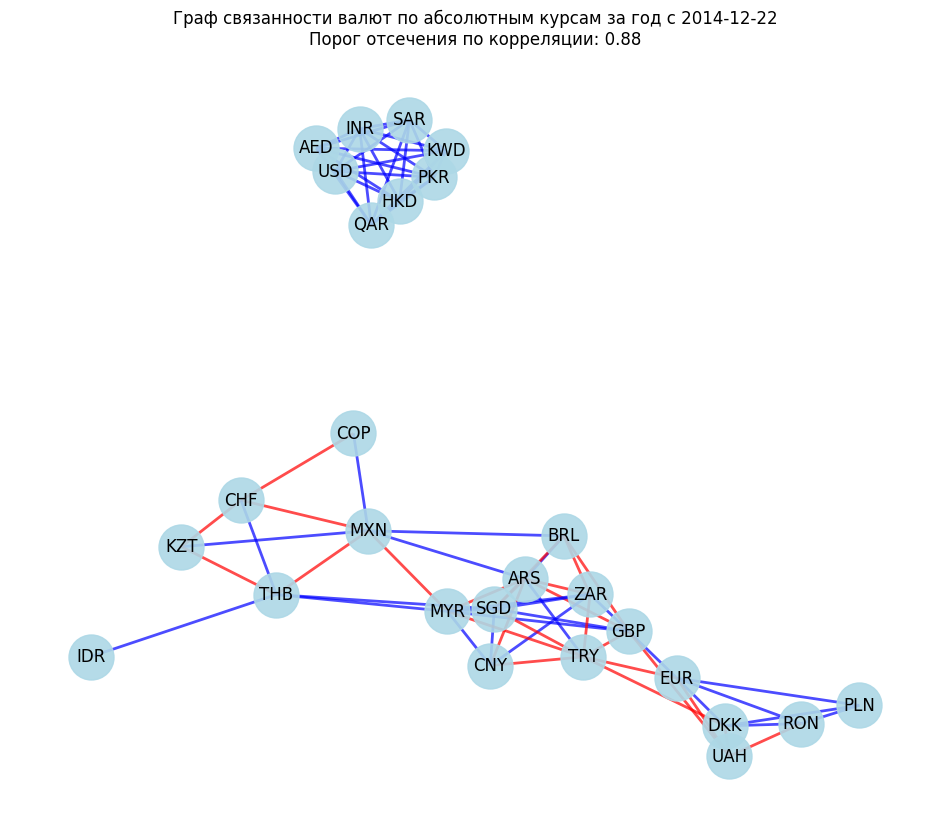 Граф связанности валют по абсолютным курсам за год с 2014-12-22
Порог отсечения по корреляции: 0.88
SAR
INR
AED
KWD
USD
PKR
HKD
QAR
COP
CHF
MXN
BRL
KZT
ARS
THB
ZAR
SGD
MYR
GBP
IDR
TRY
CNY
EUR
PLN
DKK
RON
UAH